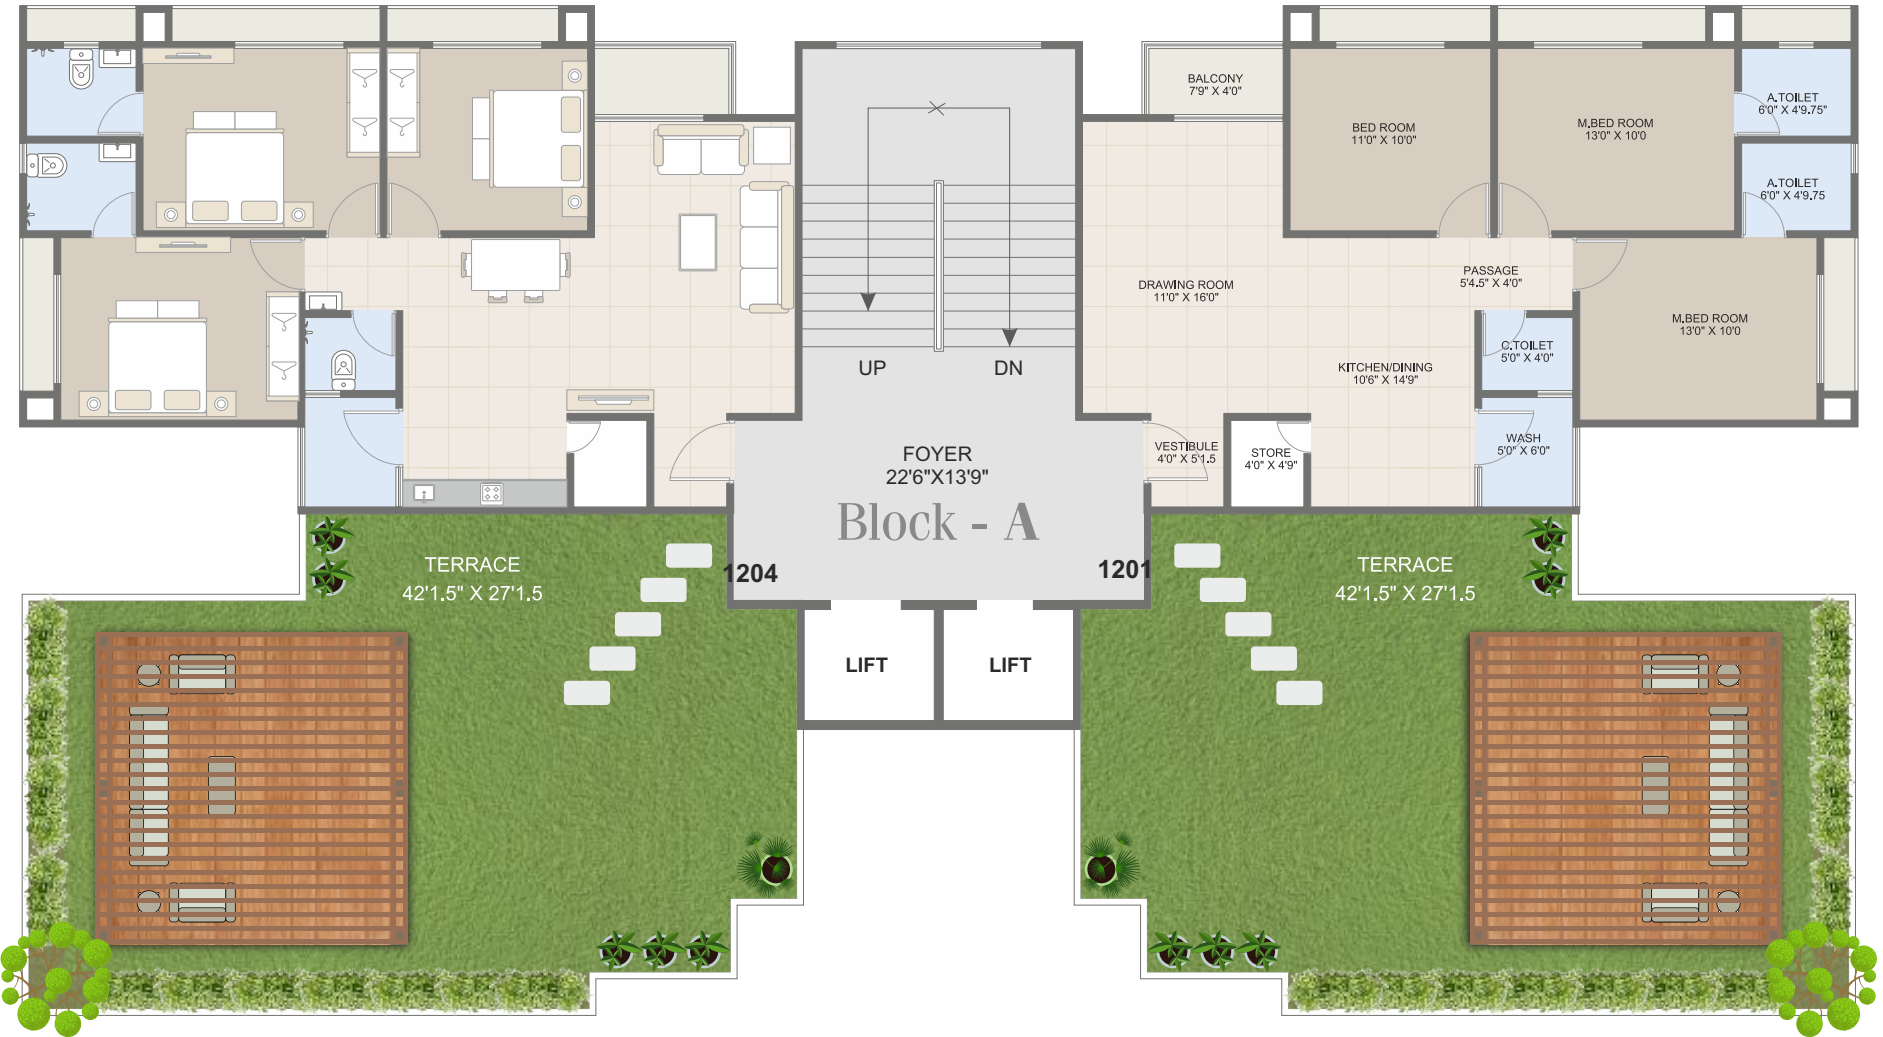 BALCONY
7'9" X 4'0"
BED ROOM
11'0" X 10'0"
M.BED ROOM
13'0" X 10'0
A.TOILET
6'0" X 4'9.75"
A.TOILET
6'0" X 4'9.75
DRAWING ROOM
11'0" X 16'0"
PASSAGE
5'4.5" X 4'0"
M.BED ROOM
13'0" X 10'0
C.TOILET
5'0" X 4'0"
KITCHEN/DINING
10'6" X 14'9"
UP
DN
VESTIBULE
4'0" X 5'1.5
STORE
4'0" X 4'9"
WASH
5'0" X 6'0"
FOYER
22'6"X13'9"
Block - A
1204
1201
TERRACE
42'1.5" X 27'1.5
TERRACE
42'1.5" X 27'1.5
LIFT
LIFT